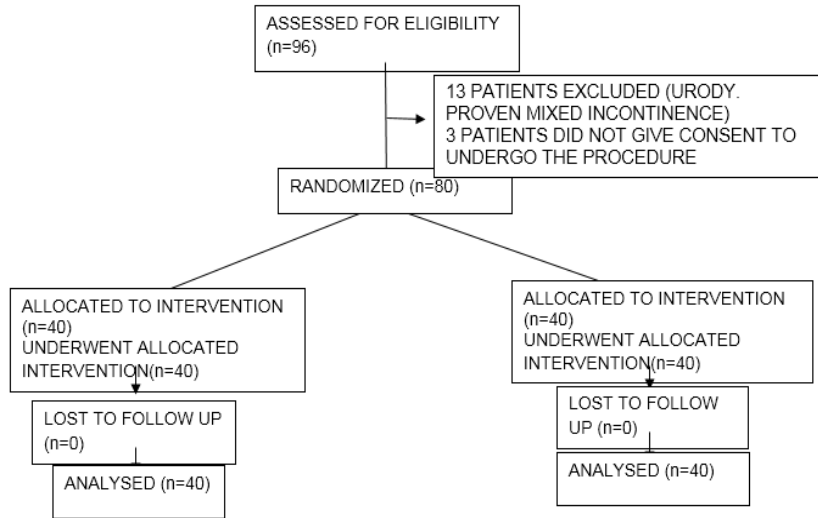 ASSESSED FOR ELIGIBILITY
(n=96)
13 PATIENTS EXCLUDED (URODY.
PROVEN MIXED INCONTINENCE)
3 PATIENTS DID NOT GIVE CONSENT TO
UNDERGO THE PROCEDURE
RANDOMIZED (n=80)
ALLOCATED TO INTERVENTION
(n=40)
UNDERWENT ALLOCATED
INTERVENTION(n=40)
LOST TO FOLLOW UP
(n=0)
ANALYSED (n=40)
ALLOCATED TO INTERVENTION
(n=40)
UNDERWENT ALLOCATED
INTERVENTION(n=40)
LOST TO FOLLOW
UP (n=0)
ANALYSED (n=40)